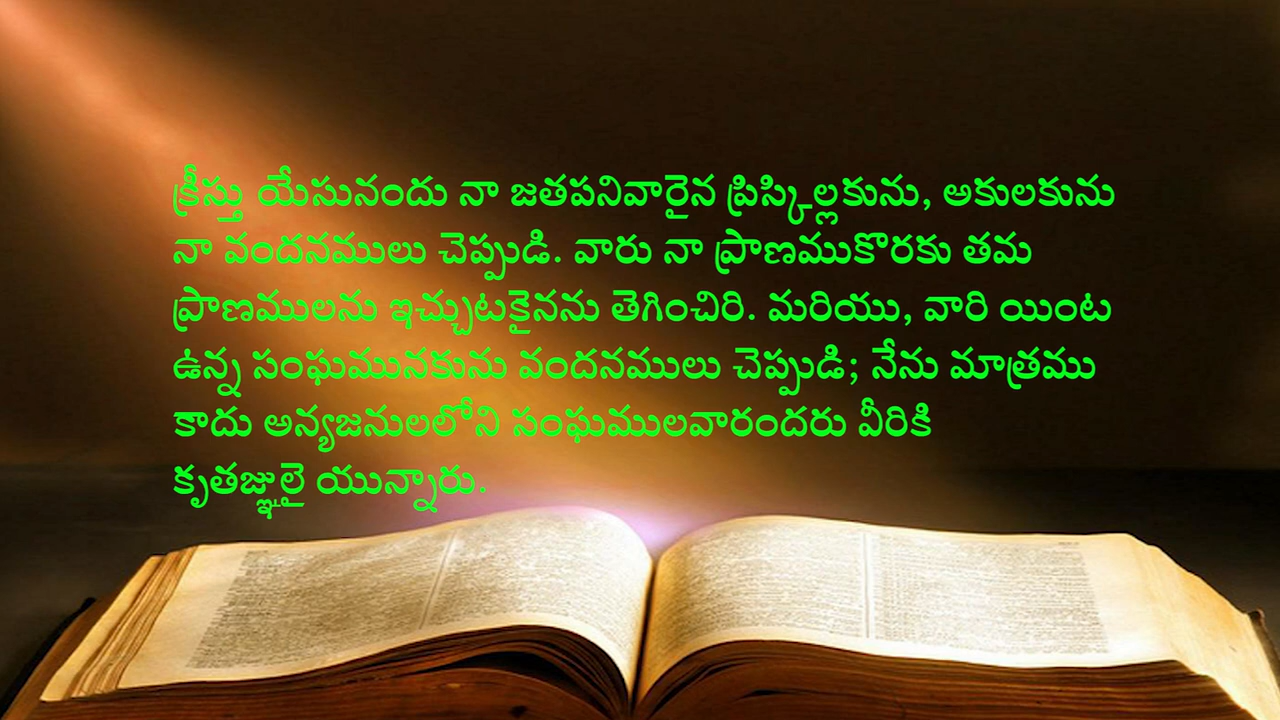 క్రీస్తు యేసునందు నా జతపనివారైన ప్రిస్కిల్లకును, అకులకును
నా వందనములు చెప్పుడి. వారు నా ప్రాణముకొరకు తమ
ప్రాణములను ఇచ్చుటకైనను తెగించిరి. మరియు, వారి యింట
ఉన్న సంఘమునకును వందనములు చెప్పుడి; నేను మాత్రము
కాదు అన్యజనులలోని సంఘములవారందరు వీరికి
కృతజ్ఞులై యున్నారు.